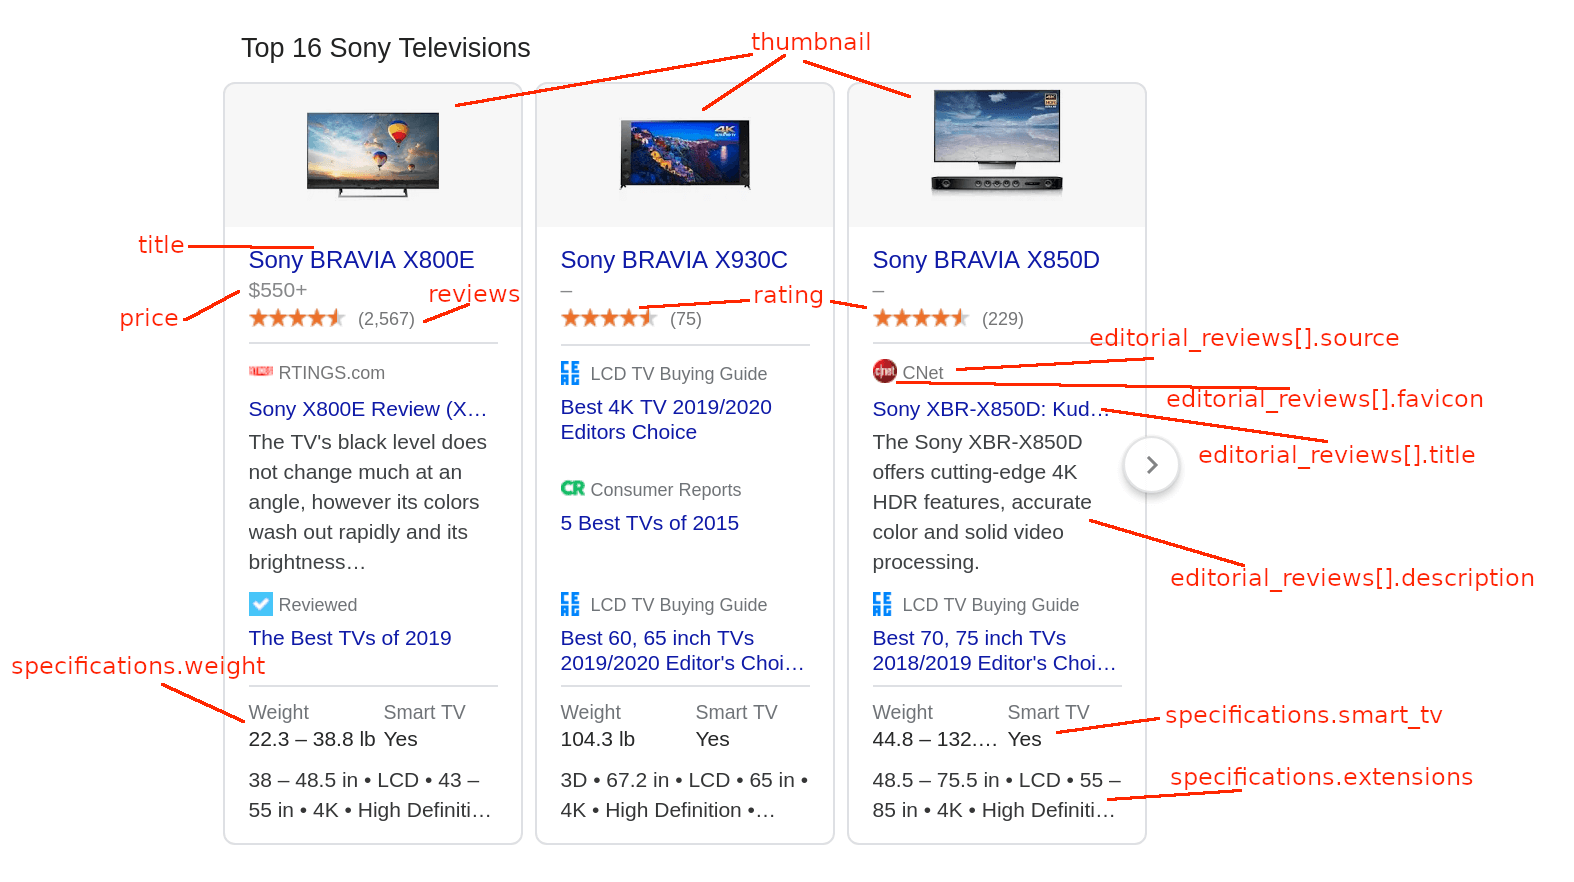 Top 16 Sony Televisions
thumbnail
4K
4K
title
Sony BRAVIA X800E
$550+
price
reviews
(2,567)
RTINGS.com
Sony X800E Review (X…
The TV's black level does
not change much at an
angle, however its colors
wash out rapidly and its
brightness…
Reviewed
The Best TVs of 2019
specifications.weight
Weight Smart TV
22.3 – 38.8 lb Yes
38 – 48.5 in • LCD • 43 –
55 in • 4K • High Definiti…
Sony BRAVIA X930C
–
rating
(75)
LCD TV Buying Guide
Best 4K TV 2019/2020
Editors Choice
CR Consumer Reports
5 Best TVs of 2015
LCD TV Buying Guide
Best 60, 65 inch TVs
2019/2020 Editor's Choi…
Weight Smart TV
104.3 lb Yes
3D • 67.2 in • LCD • 65 in •
4K • High Definition •…
Sony BRAVIA X850D
–
(229)
editorial_reviews[].source
cnet CNet
editorial_reviews[].favicon
Sony XBR-X850D: Kud…
editorial_reviews[].title
The Sony XBR-X850D
offers cutting-edge 4K
HDR features, accurate
color and solid video
processing.
editorial_reviews[].description
LCD TV Buying Guide
Best 70, 75 inch TVs
2018/2019 Editor's Choi…
Weight Smart TV
44.8 – 132.… Yes
specifications.smart_tv
48.5 – 75.5 in • LCD • 55 –
85 in • 4K • High Definiti…
specifications.extensions